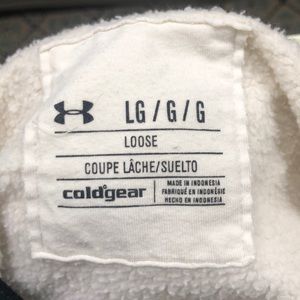 LG/G/G
LOOSE
COUPE LÂCHE/SUELTO
coldgear
MADE IN INDONESIA
FABRIQUÉ EN INDONÉSIE
HECHO EN INDONESIA